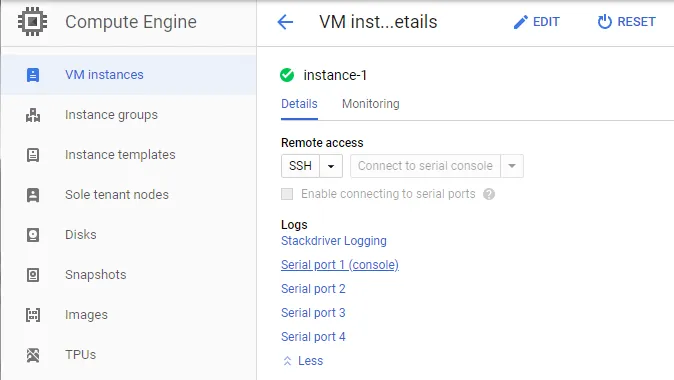 Compute Engine
VM instances
Instance groups
Instance templates
Sole tenant nodes
Disks
Snapshots
Images
TPUs
VM inst...etails
EDIT
RESET
instance-1
Details
Monitoring
Remote access
SSH
Connect to serial console
Enable connecting to serial ports ?
Logs
Stackdriver Logging
Serial port 1 (console)
Serial port 2
Serial port 3
Serial port 4
Less